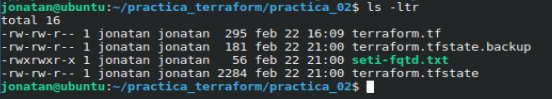 jonatan@ubuntu:~/practica_terraform/practica_02$ ls -ltr
total 16
-rw-rw-r-- 1 jonatan jonatan  295 feb 22 16:09 terraform.tf
-rw-rw-r-- 1 jonatan jonatan  181 feb 22 21:00 terraform.tfstate.backup
-rwxrwxr-x 1 jonatan jonatan   56 feb 22 21:00 seti-fqtd.txt
-rw-rw-r-- 1 jonatan jonatan 2284 feb 22 21:00 terraform.tfstate
jonatan@ubuntu:~/practica_terraform/practica_02$